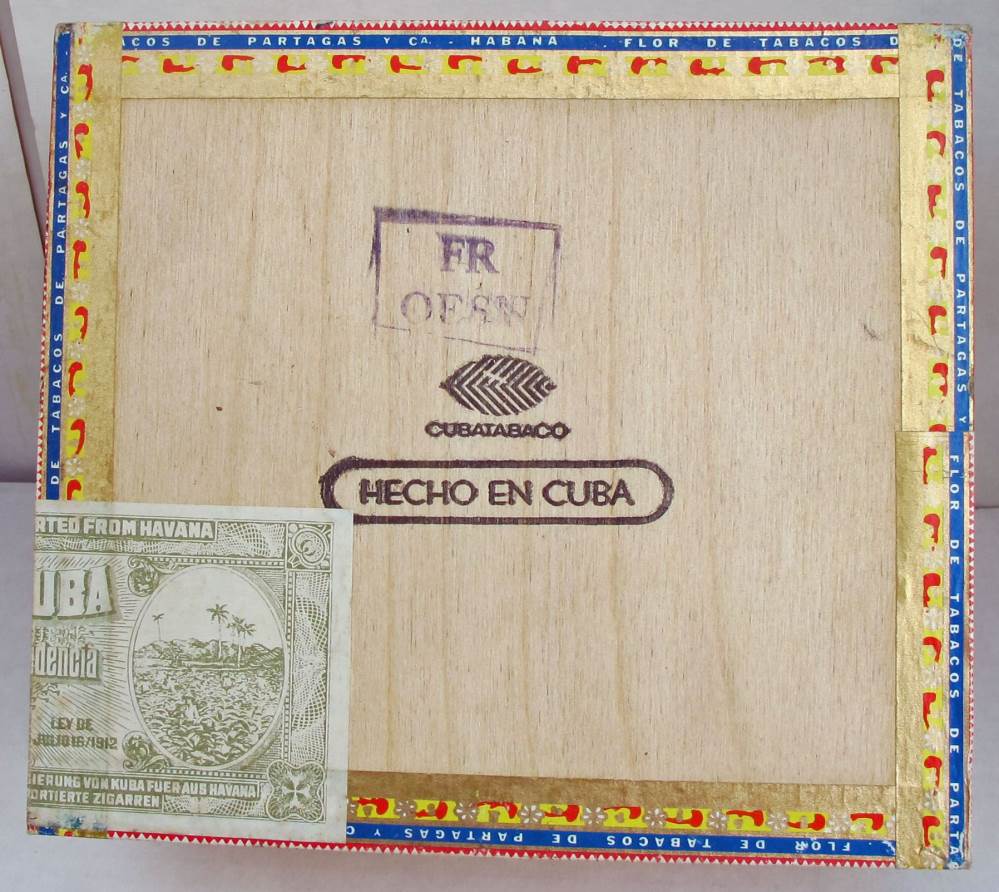 ACOS DE PARTAGAS Y CA. - HABANA . FLOR DE TABACOS D
DE TABACOS DE PARTAGAS Y CA.
DE TABACOS DE PARTAGAS Y
FR
OESN
CUBATABACO
HECHO EN CUBA
FLOR DE TABACOS DE PARTA
RTED FROM HAVANA
UBA
dencia
LEY DE
JULIO 16/1912
IERUNG VON KUBA FUER AUS HAVANA
ORTIERTE ZIGARREN
. FLOR DE TABACOS DE PARTAGAS Y C